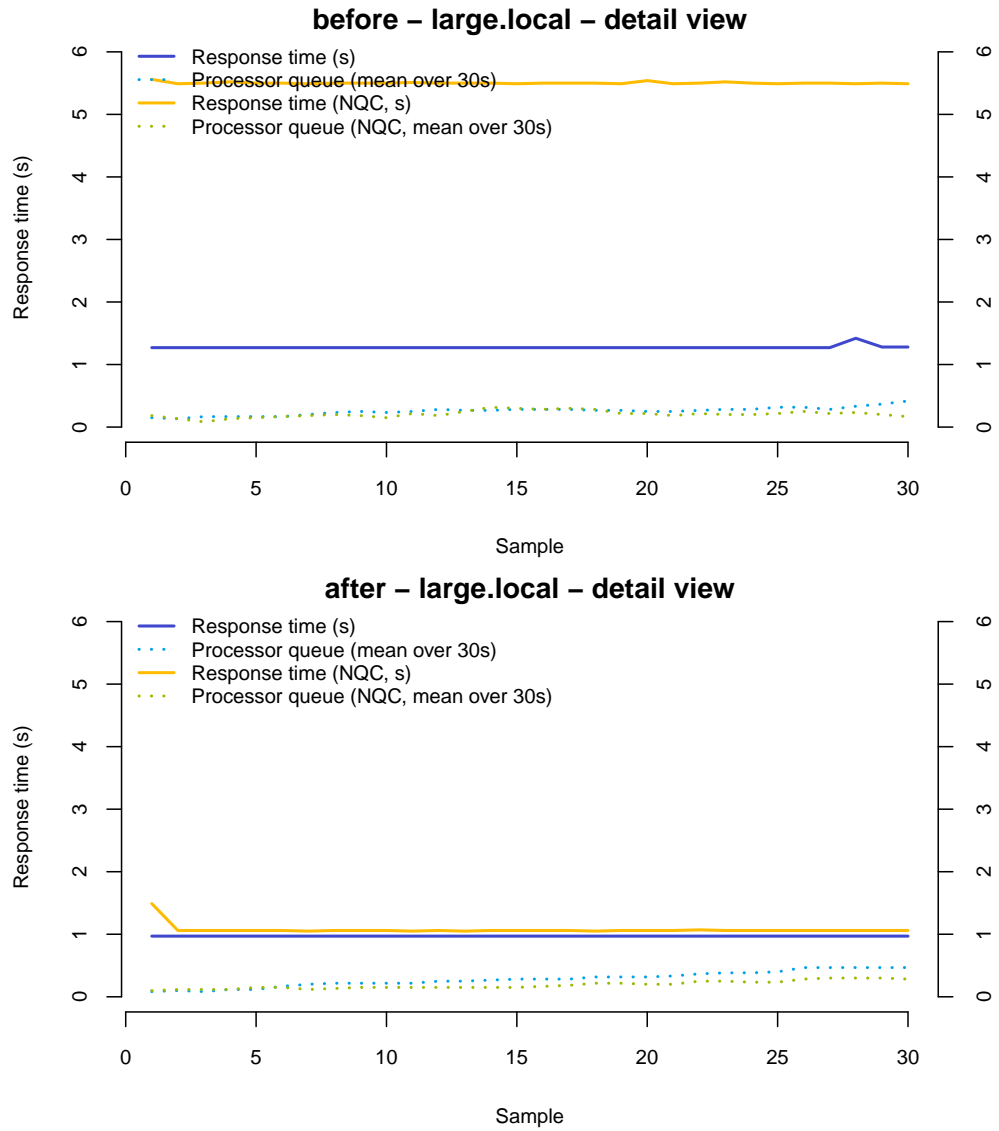 before – large.local – detail view
Response time (s)
Processor queue (mean over 30s)
Response time (NQC, s)
Processor queue (NQC, mean over 30s)
6
5
4
3
2
1
0
6
5
4
3
2
1
0
Response time (s)
0 5 10 15 20 25 30
Sample
after – large.local – detail view
Response time (s)
Processor queue (mean over 30s)
Response time (NQC, s)
Processor queue (NQC, mean over 30s)
6
5
4
3
2
1
0
6
5
4
3
2
1
0
Response time (s)
0 5 10 15 20 25 30
Sample